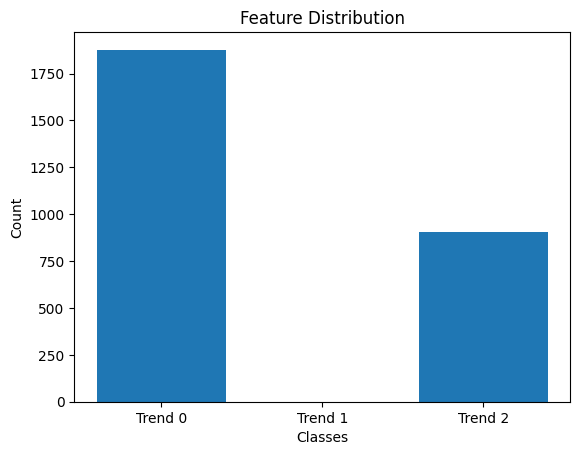 Feature Distribution
Count
1750
1500
1250
1000
750
500
250
0
Trend 0
Trend 1
Trend 2
Classes